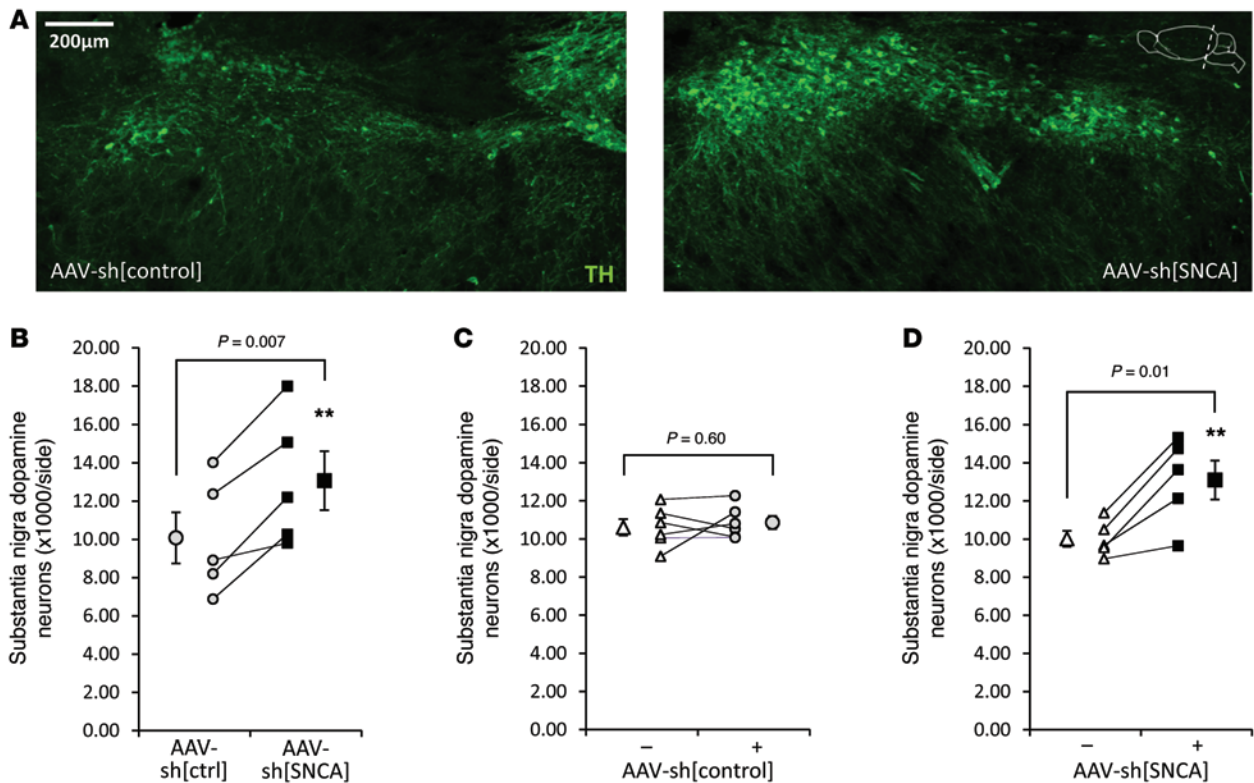 A
200µm
AAV-sh[control]
TH
AAV-sh[SNCA]
B
Substantia nigra dopamine
neurons (x1000/side)
20.00
18.00
16.00
14.00
12.00
10.00
8.00
6.00
4.00
2.00
0.00
P = 0.007
**
AAV-
sh[ctrl]
AAV-
sh[SNCA]
C
Substantia nigra dopamine
neurons (x1000/side)
20.00
18.00
16.00
14.00
12.00
10.00
8.00
6.00
4.00
2.00
0.00
P = 0.60
– +
AAV-sh[control]
D
Substantia nigra dopamine
neurons (x1000/side)
20.00
18.00
16.00
14.00
12.00
10.00
8.00
6.00
4.00
2.00
0.00
P = 0.01
**
– +
AAV-sh[SNCA]